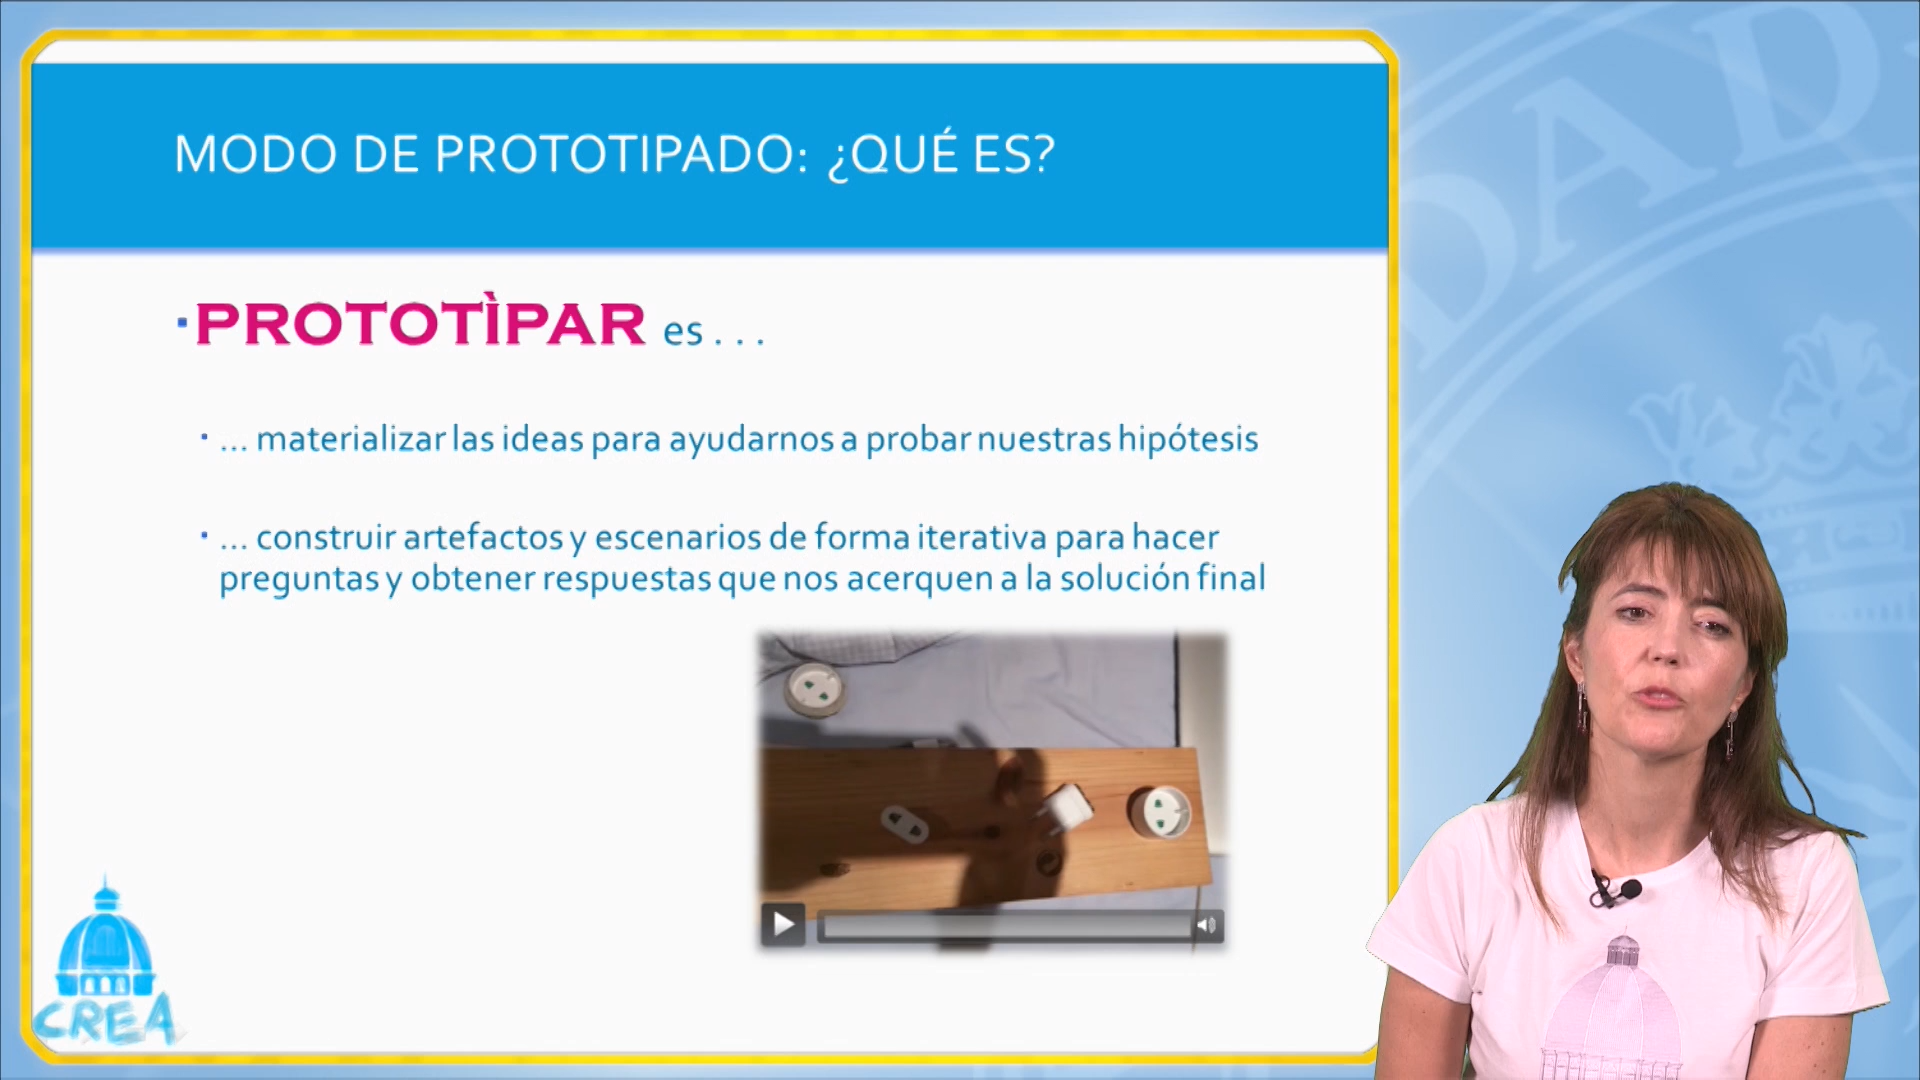 MODO DE PROTOTIPADO: ¿QUÉ ES?
PROTOTÌPAR es . . .
... materializar las ideas para ayudarnos a probar nuestras hipótesis
... construir artefactos y escenarios de forma iterativa para hacer
preguntas y obtener respuestas que nos acerquen a la solución final
CREA
DAD